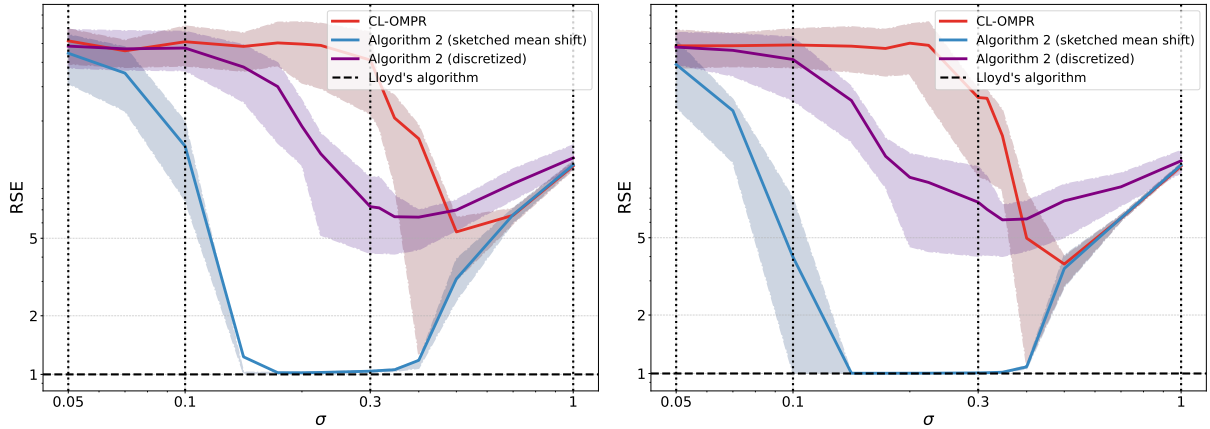 CL-OMPR
Algorithm 2 (sketched mean shift)
Algorithm 2 (discretized)
Lloyd's algorithm
RSE
5
2
1
0.05
0.1
0.3
1
σ
CL-OMPR
Algorithm 2 (sketched mean shift)
Algorithm 2 (discretized)
Lloyd's algorithm
RSE
5
2
1
0.05
0.1
0.3
1
σ